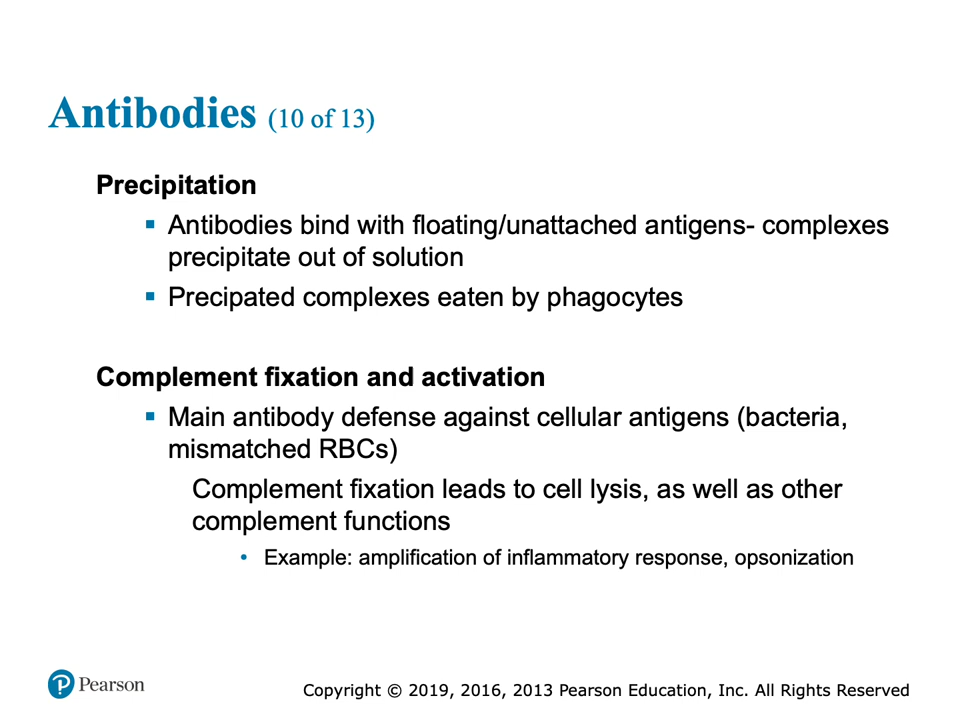 Antibodies (10 of 13)
Precipitation
▪ Antibodies bind with floating/unattached antigens- complexes
precipitate out of solution
▪ Precipated complexes eaten by phagocytes
Complement fixation and activation
▪ Main antibody defense against cellular antigens (bacteria,
mismatched RBCs)
Complement fixation leads to cell lysis, as well as other
complement functions
• Example: amplification of inflammatory response, opsonization
P Pearson
Copyright © 2019, 2016, 2013 Pearson Education, Inc. All Rights Reserved